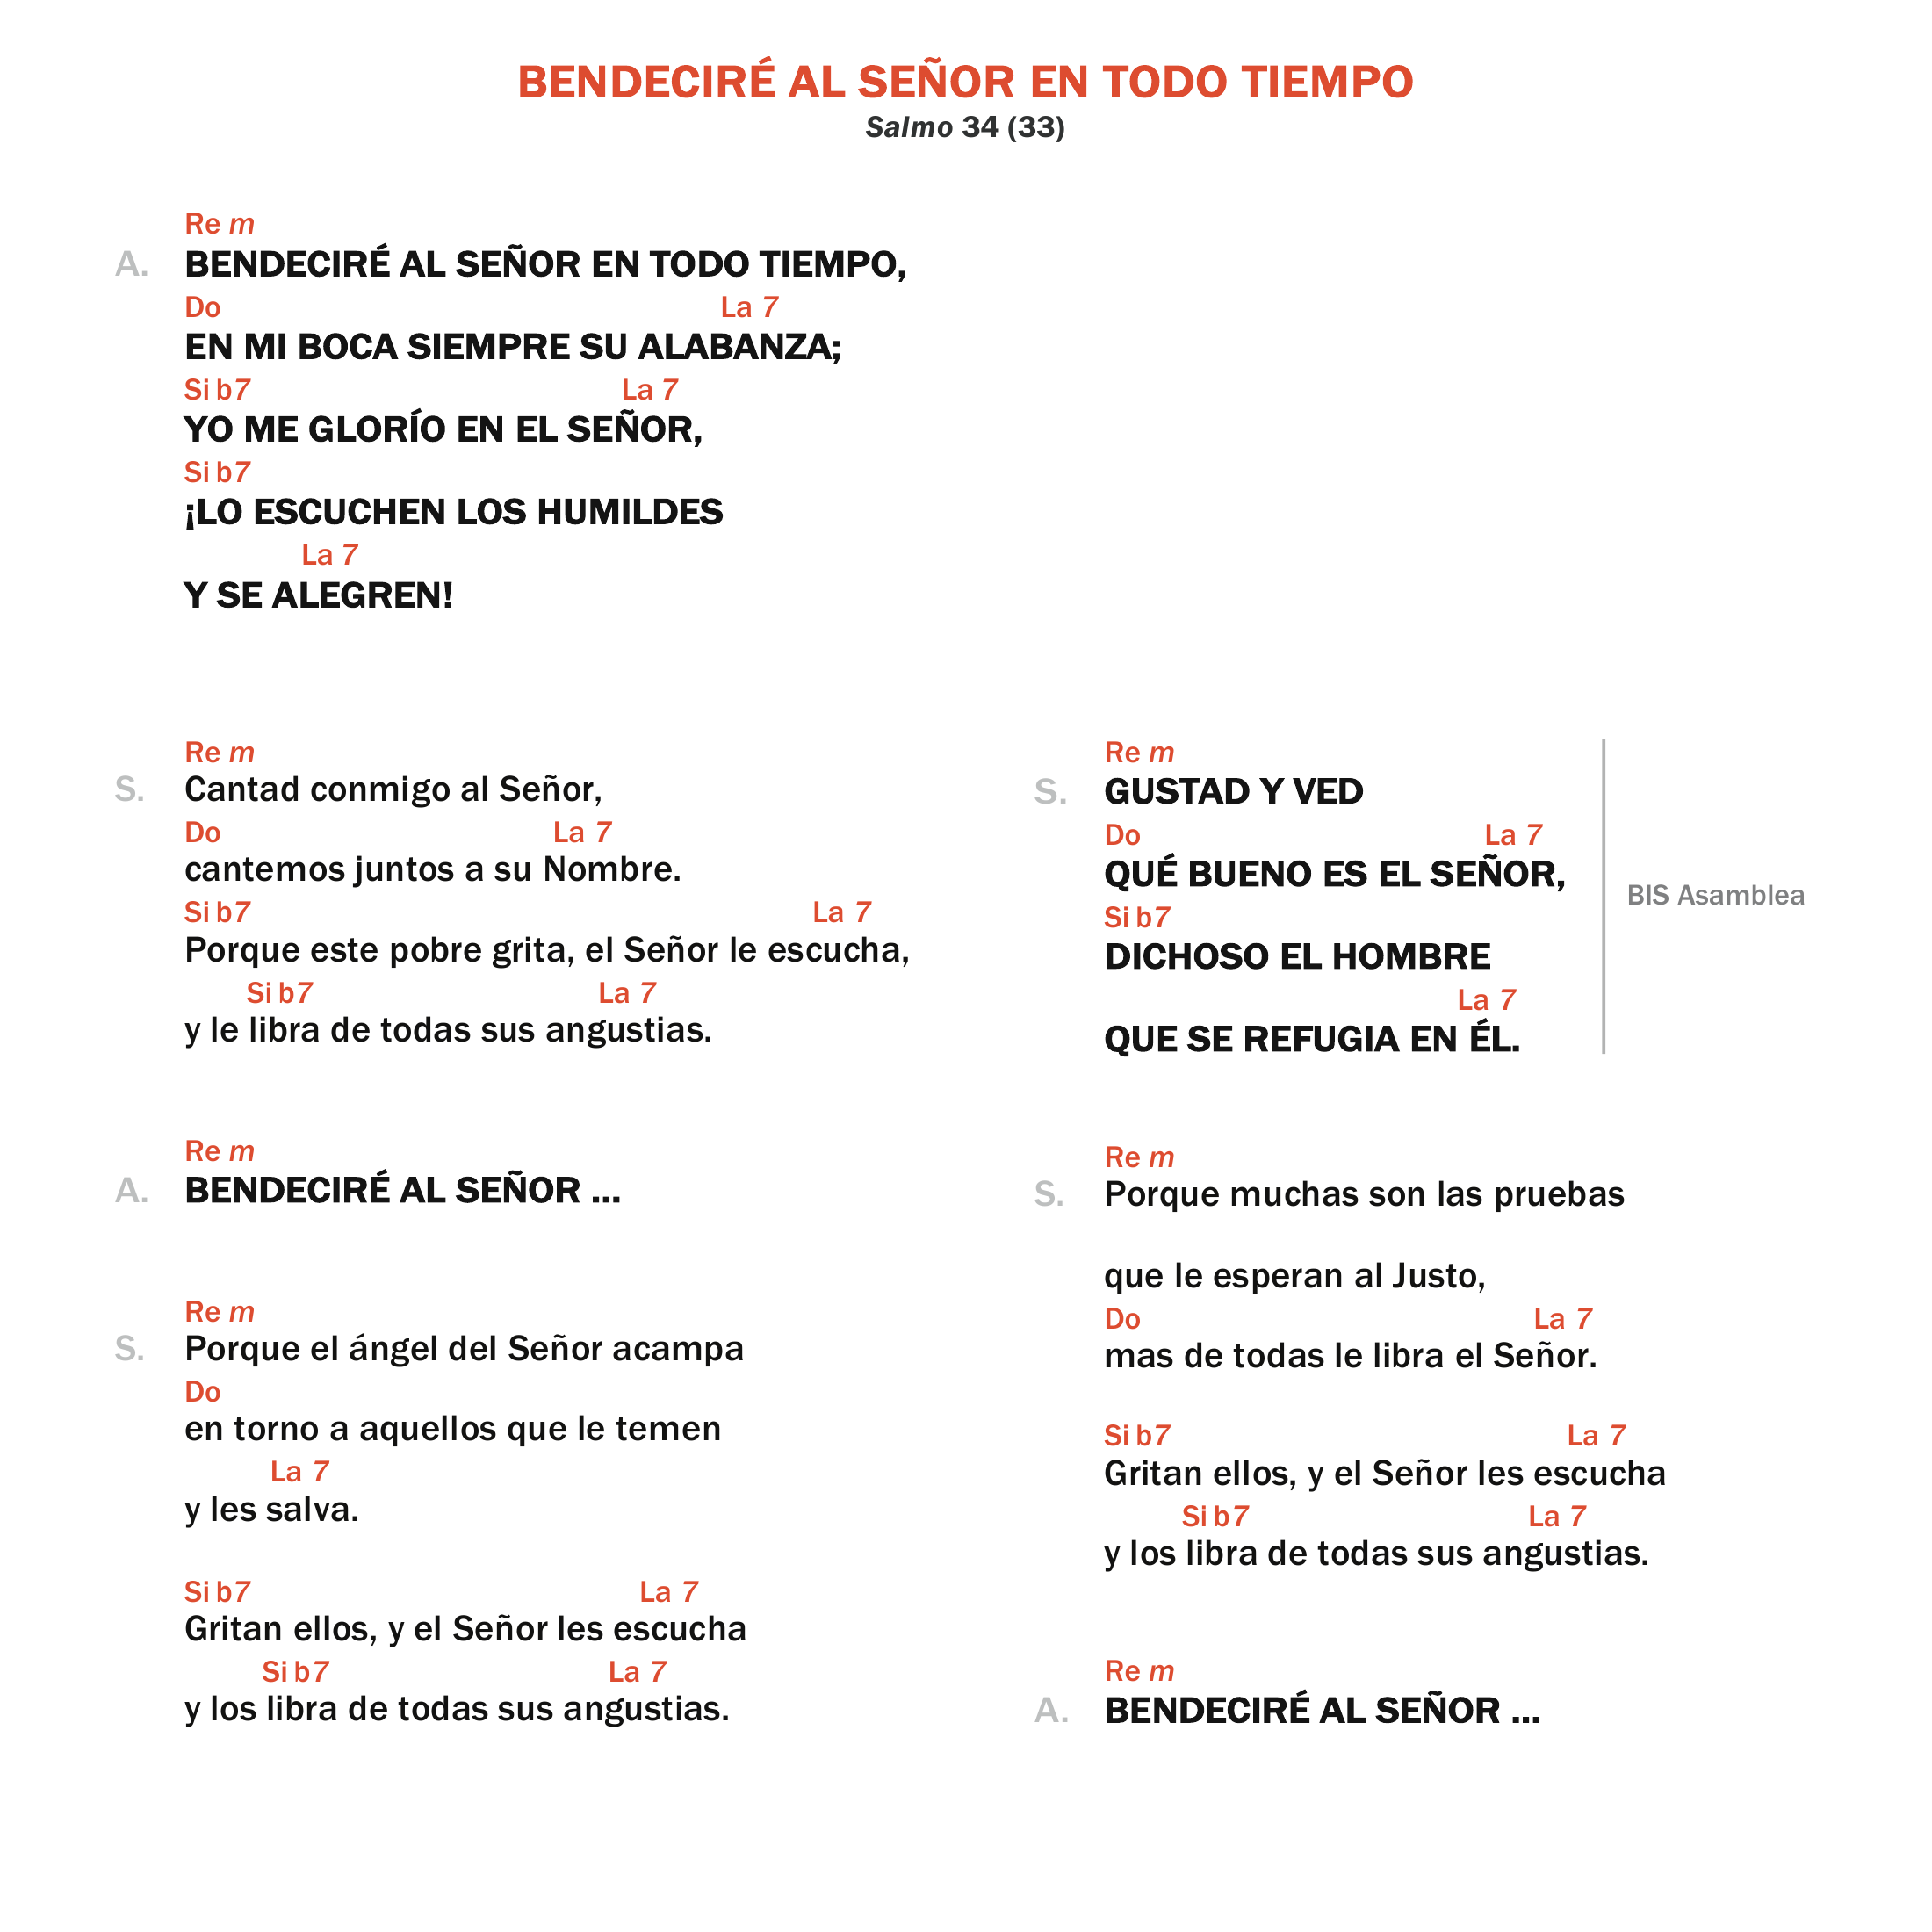 BENDECIRÉ AL SEÑOR EN TODO TIEMPO
Salmo 34 (33)
Re m
A. BENDECIRÉ AL SEÑOR EN TODO TIEMPO,
Do La 7
EN MI BOCA SIEMPRE SU ALABANZA;
Si b7 La 7
YO ME GLORÍO EN EL SEÑOR,
Si b7
¡LO ESCUCHEN LOS HUMILDES
La 7
Y SE ALEGREN!
Re m
S. Cantad conmigo al Señor,
Do La 7
cantemos juntos a su Nombre.
Si b7 La 7
Porque este pobre grita, el Señor le escucha,
Si b7 La 7
y le libra de todas sus angustias.
Re m
A. BENDECIRÉ AL SEÑOR ...
Re m
S. Porque el ángel del Señor acampa
Do
en torno a aquellos que le temen
La 7
y les salva.
Si b7 La 7
Gritan ellos, y el Señor les escucha
Si b7 La 7
y los libra de todas sus angustias.
Re m
S. GUSTAD Y VED
Do La 7
QUÉ BUENO ES EL SEÑOR,
Si b7
DICHOSO EL HOMBRE
La 7
QUE SE REFUGIA EN ÉL.
BIS Asamblea
Re m
S. Porque muchas son las pruebas
que le esperan al Justo,
Do La 7
mas de todas le libra el Señor.
Si b7 La 7
Gritan ellos, y el Señor les escucha
Si b7 La 7
y los libra de todas sus angustias.
Re m
A. BENDECIRÉ AL SEÑOR ...